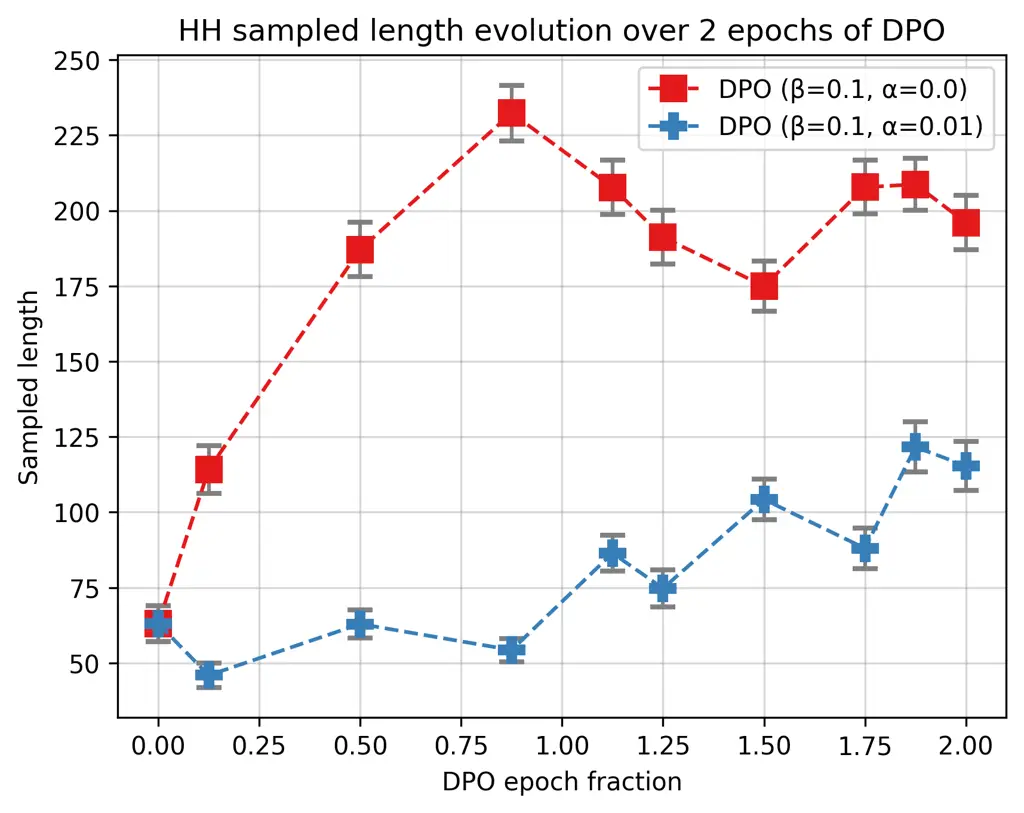 HH sampled length evolution over 2 epochs of DPO
DPO (β=0.1, α=0.0)
DPO (β=0.1, α=0.01)
Sampled length
250
225
200
175
150
125
100
75
50
0.00 0.25 0.50 0.75 1.00 1.25 1.50 1.75 2.00
DPO epoch fraction